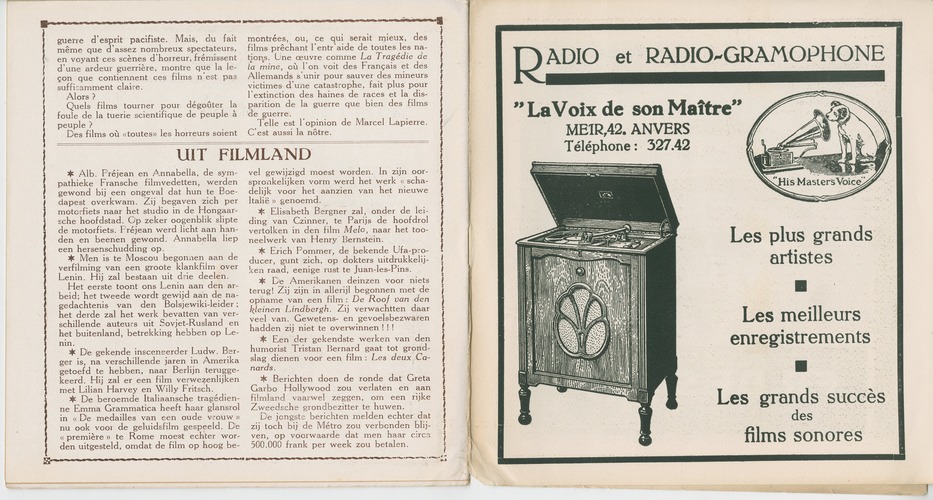 guerre d'esprit pacifiste. Mais, du fait
même que d'assez nombreux spectateurs,
en voyant ces scènes d'horreur, frémissent
d'une ardeur guerrière, montre que la le-
çon que contiennent ces films n'est pas
suffisamment claire.
Alors ?
Quels films tourner pour dégoûter la
foule de la tuerie scientifique de peuple à
peuple ?
Des films où «toutes» les horreurs soient
montrées, ou, ce qui serait mieux, des
films prêchant l'entr'aide de toutes les na-
tions. Une œuvre comme La Tragédie de
la mine, où l'on voit des Français et des
Allemands s'unir pour sauver des mineurs
victimes d'une catastrophe, fait plus pour
l'extinction des haines de races et la dis-
parition de la guerre que bien des films
de guerre.
Telle est l'opinion de Marcel Lapierre.
C'est aussi la nôtre.
UIT FILMLAND
✶ Alb. Fréjean en Annabella, de sym-
pathieke Fransche filmvedetten, werden
gewond bij een ongeval dat hun te Boe-
dapest overkwam. Zij begaven zich per
motorfiets naar het studio in de Hongaar-
sche hoofdstad. Op zeker oogenblik slipte
de motorfiets. Fréjean werd licht aan han-
den en beenen gewond. Annabella liep
een hersenschudding op.
✶ Men is te Moscou begonnen aan de
verfilming van een groote klankfilm over
Lenin. Hij zal bestaan uit drie deelen.
Het eerste toont ons Lenin aan den ar-
beid; het tweede wordt gewijd aan de na-
gedachtenis van den Bolsjewiki-leider;
het derde zal het werk bevatten van ver-
schillende auteurs uit Sovjet-Rusland en
het buitenland, betrekking hebben op Le-
nin.
✶ De gekende insceneerder Ludw. Ber-
ger is, na verschillende jaren in Amerika
getoefd te hebben, naar Berlijn terugge-
keerd. Hij zal er een film verwezenlijken
met Lilian Harvey en Willy Fritsch.
✶ De beroemde Italiaansche tragédien-
ne Emma Grammatica heeft haar glansrol
in « De medailles van een oude vrouw »
nu ook voor de geluidsfilm gespeeld. De
« première » te Rome moest echter wor-
den uitgesteld, omdat de film op hoog be-
vel gewijzigd moest worden. In zijn oor-
spronkelijken vorm werd het werk « scha-
delijk voor het aanzien van het nieuwe
Italië » genoemd.
✶ Elisabeth Bergner zal, onder de lei-
ding van Czinner, te Parijs de hoofdrol
vertolken in den film Melo, naar het too-
neelwerk van Henry Bernstein.
✶ Erich Pommer, de bekende Ufa-pro-
ducer, gunt zich, op dokters uitdrukkelij-
ken raad, eenige rust te Juan-les-Pins.
✶ De Amerikanen deinzen voor niets
terug! Zij zijn in allerijl begonnen met de
opname van een film : De Roof van den
kleinen Lindbergh. Zij verwachtten daar
veel van. Gewetens- en gevoelsbezwaren
hadden zij niet te overwinnen !!!
✶ Een der gekendste werken van den
humorist Tristan Bernard gaat tot grond-
slag dienen voor een film : Les deux Ca-
nards.
✶ Berichten doen de ronde dat Greta
Garbo Hollywood zou verlaten en aan
filmland vaarwel zeggen, om een rijke
Zweedsche grondbezitter te huwen.
De jongste berichten melden echter dat
zij toch bij de Métro zou verbonden blij-
ven, op voorwaarde dat men haar circa
500.000 frank per week zou betalen.
RADIO et RADIO-GRAMOPHONE
"La Voix de son Maître"
MEIR, 42. ANVERS
Téléphone : 327.42
"His Masters Voice"
Les plus grands
artistes
Les meilleurs
enregistrements
Les grands succès
des
films sonores